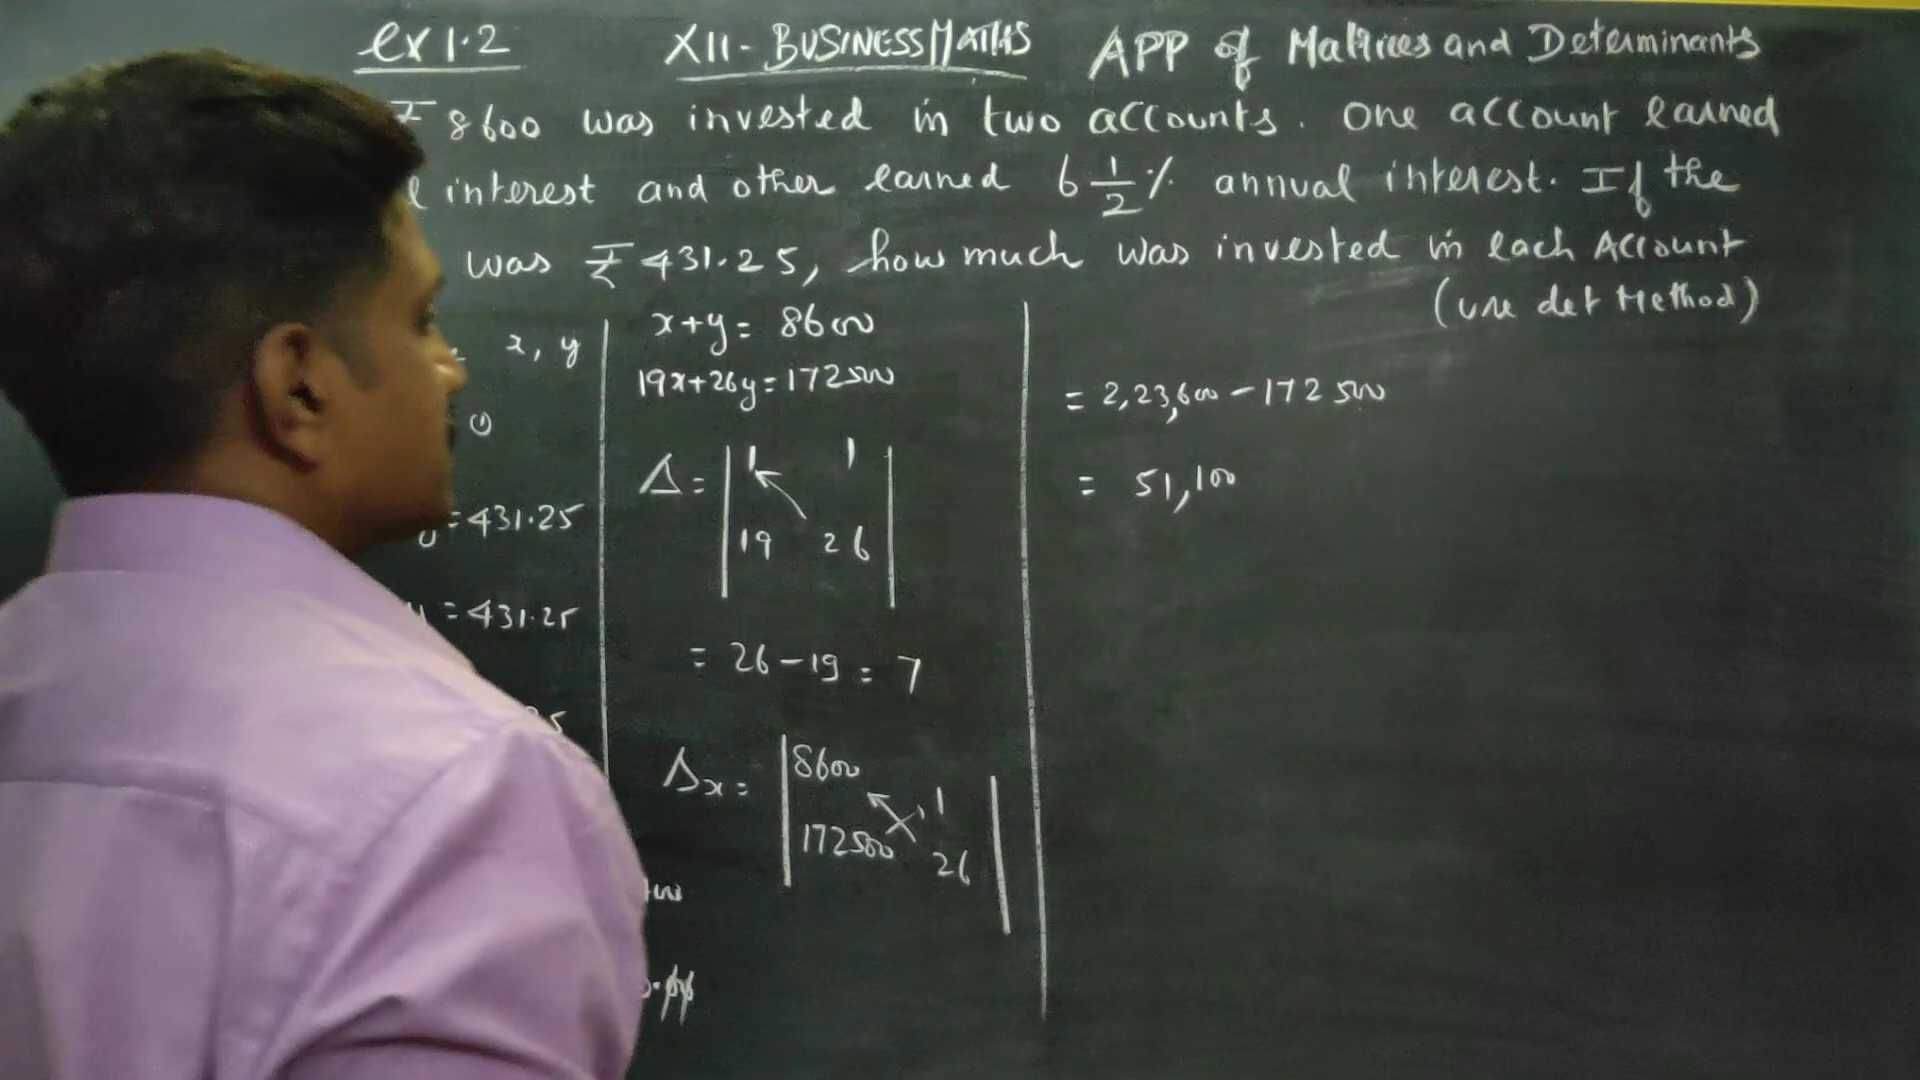 ex 1.2 XII - BUSINESS MATHS APP of Matrices and Determinants
₹ 8600 was invested in two accounts. One account earned
l interest and other earned 6 1/2 % annual interest. If the
was ₹ 431.25, how much was invested in each Account
(use det Method)
x, y
①
y = 431.25
= 431.25
x + y = 8600
19x + 26y = 172500
Δ = | 1 1 |
| 19 26 |
= 26 - 19 = 7
Δx = | 8600 1 |
| 172500 26 |
= 2,23,600 - 172500
= 51,100